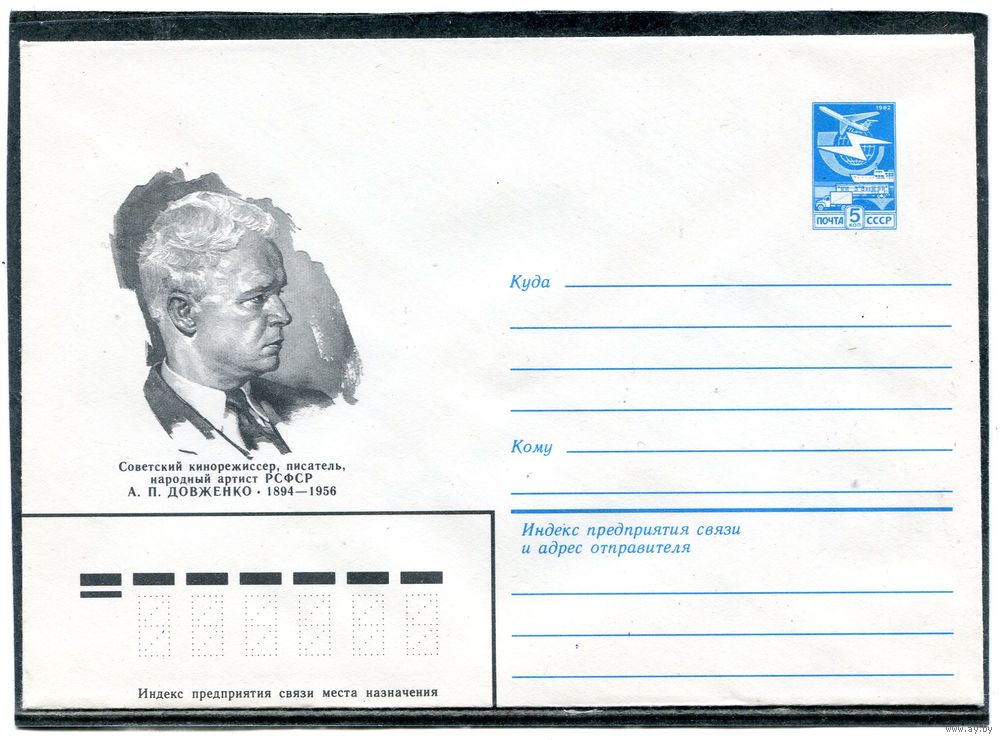 1982
ПОЧТА 5 КОП СССР
Советский кинорежиссер, писатель,
народный артист РСФСР
А. П. ДОВЖЕНКО • 1894—1956
Куда
Кому
Индекс предприятия связи
и адрес отправителя
Индекс предприятия связи места назначения
www.ay.by